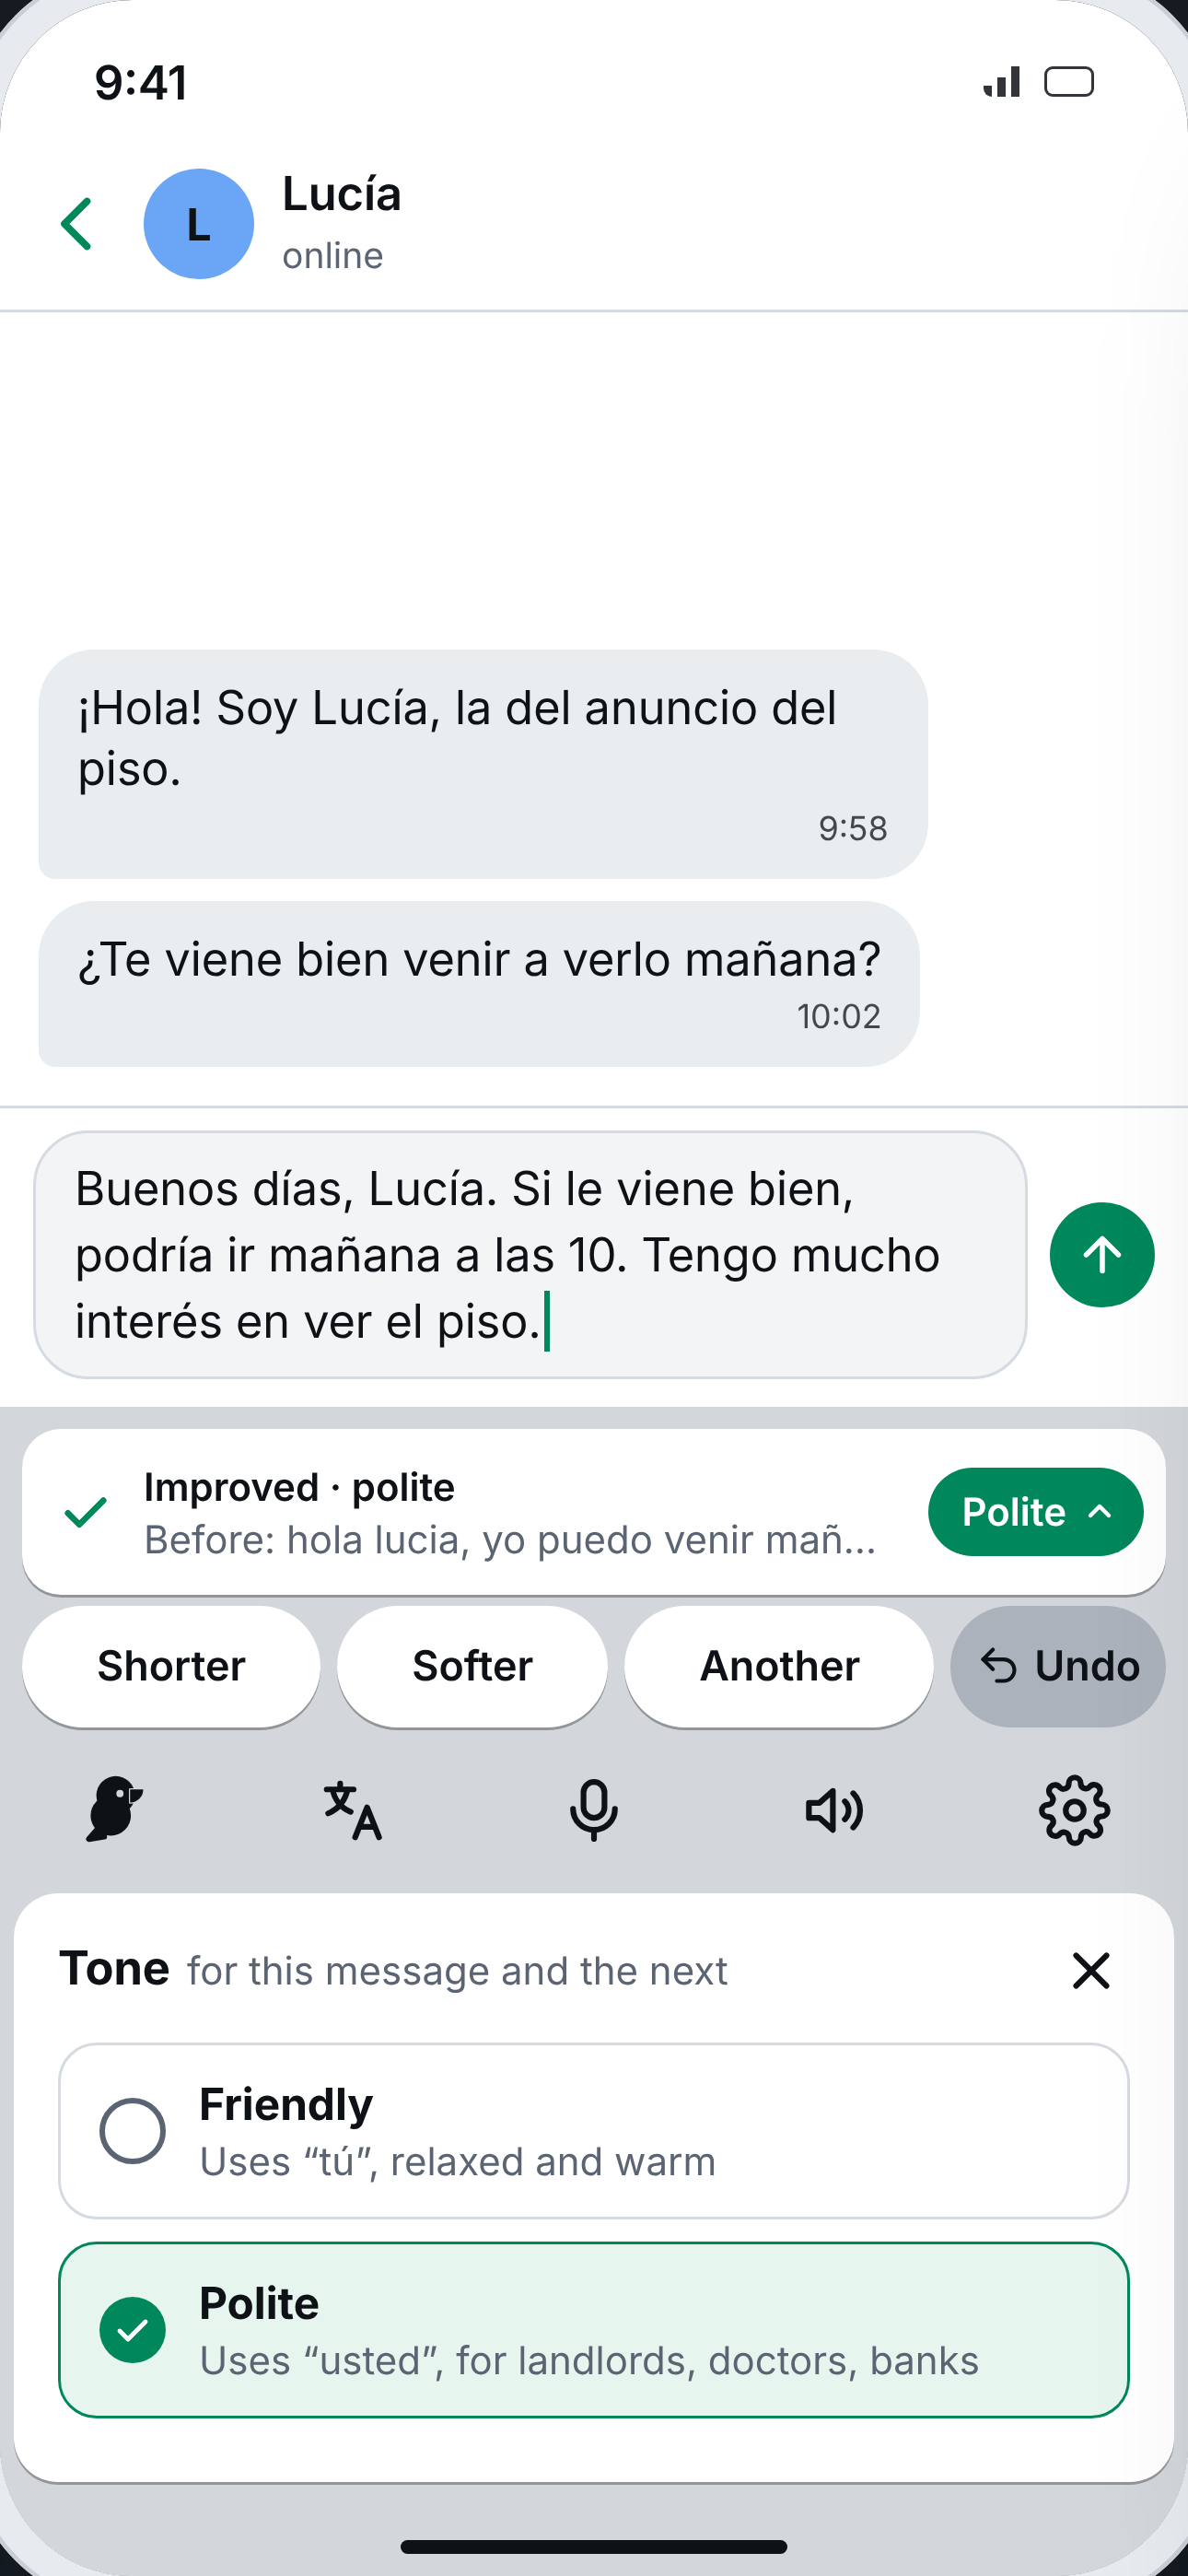 9:41
L
Lucía
online
¡Hola! Soy Lucía, la del anuncio del
piso.
9:58
¿Te viene bien venir a verlo mañana?
10:02
Buenos días, Lucía. Si le viene bien,
podría ir mañana a las 10. Tengo mucho
interés en ver el piso.
Improved · polite
Before: hola lucia, yo puedo venir mañ...
Polite
Shorter
Softer
Another
Undo
Tone for this message and the next
Friendly
Uses “tú”, relaxed and warm
Polite
Uses “usted”, for landlords, doctors, banks